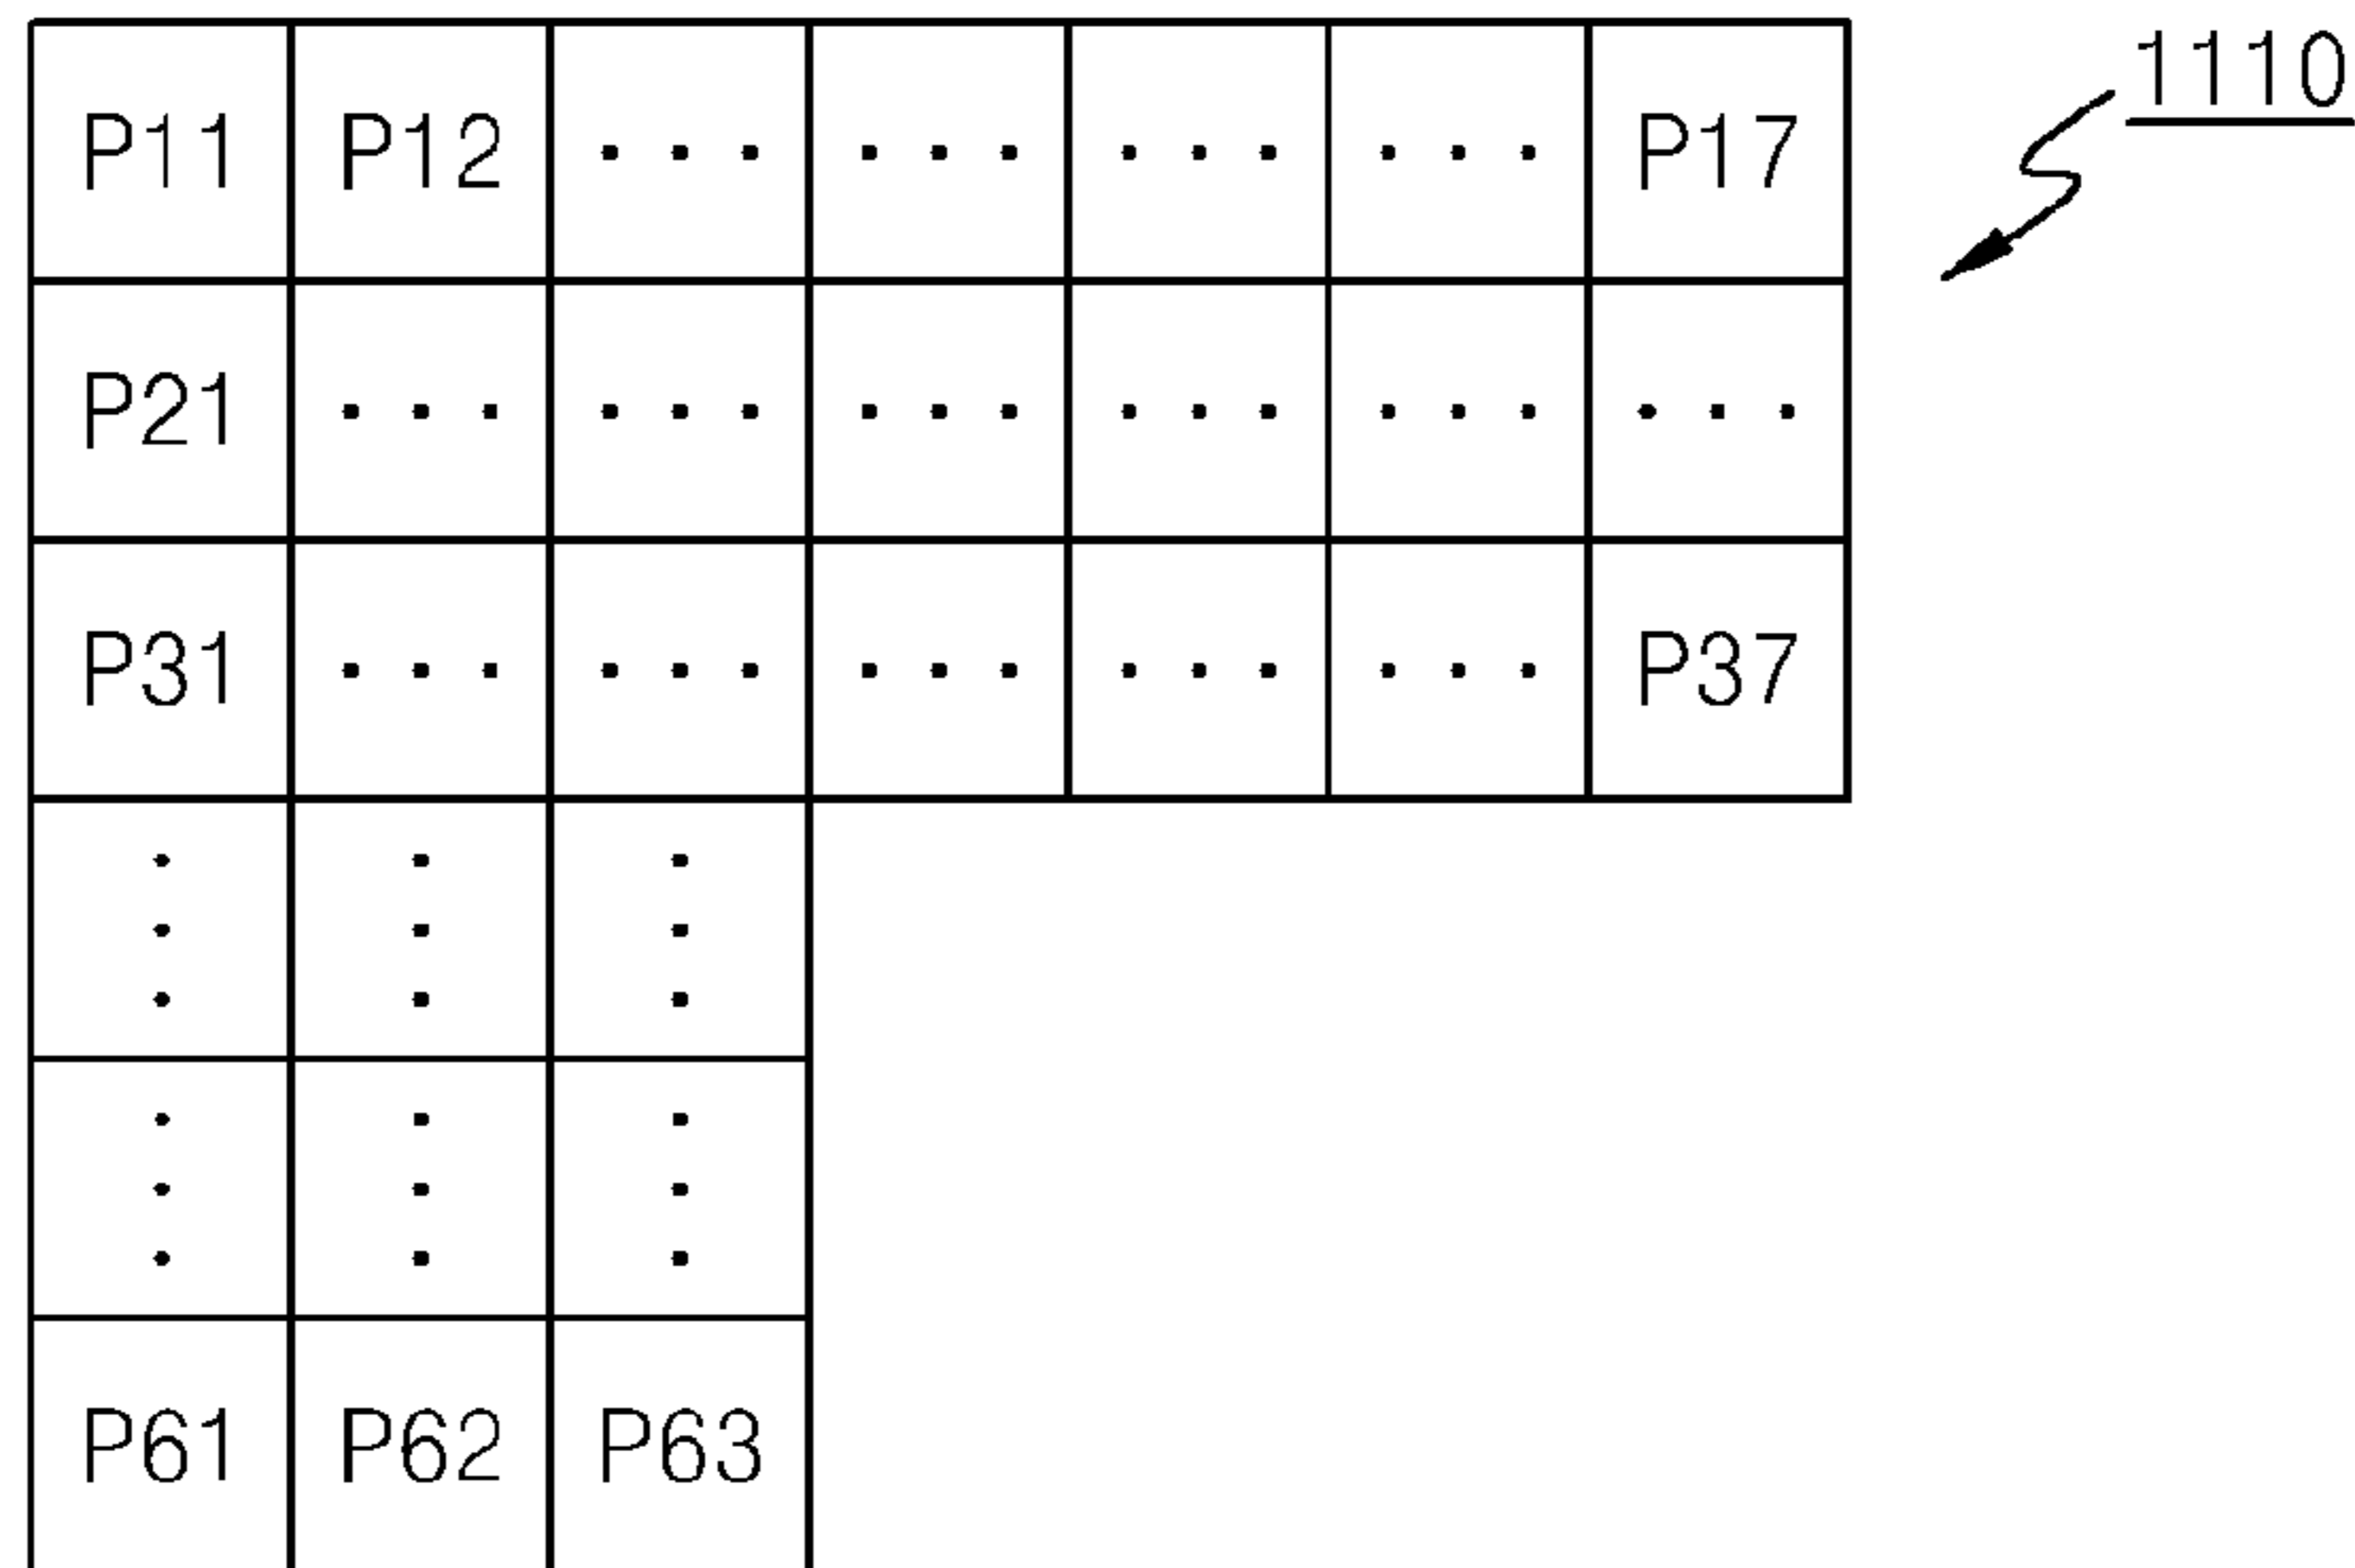 1110
P11 P12 ... ... ... ... P17
P21 ... ... ... ... ... ...
P31 ... ... ... ... ... P37
⋮ ⋮ ⋮
⋮ ⋮ ⋮
P61 P62 P63